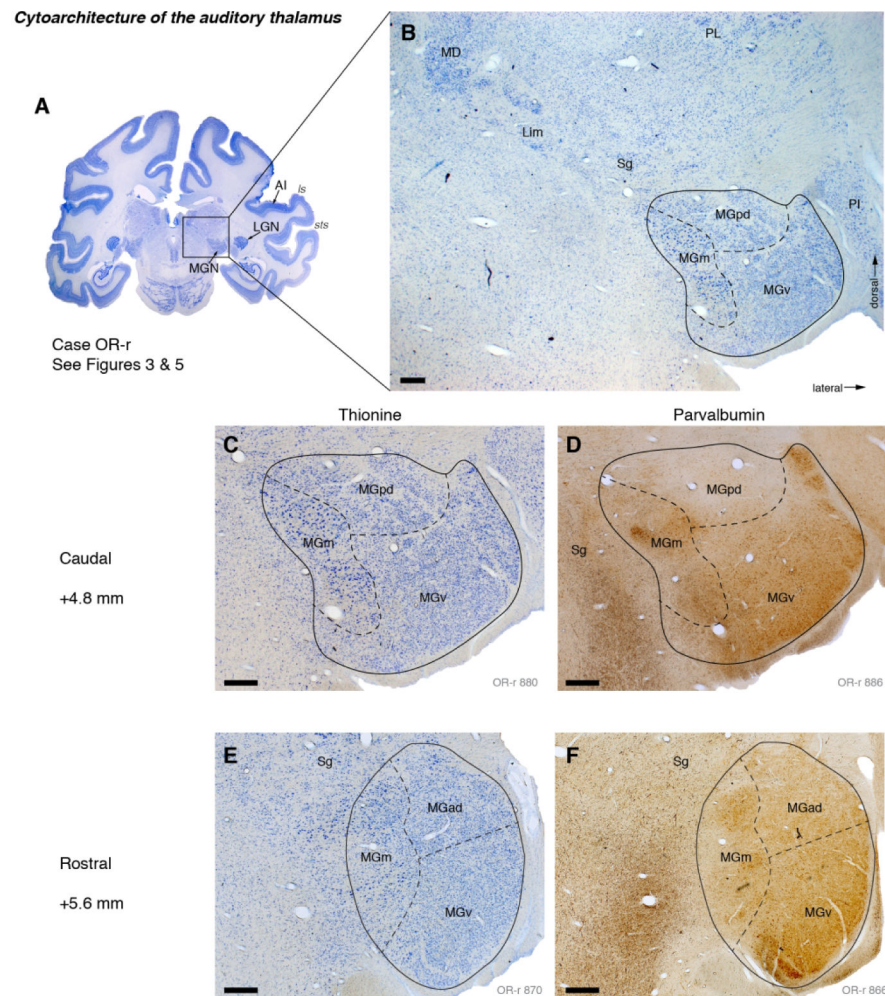 Cytoarchitecture of the auditory thalamus
A
AI
ls
sts
LGN
MGN
Case OR-r
See Figures 3 & 5
B
MD
PL
Lim
Sg
MGpd
PI
MGm
MGv
dorsal
lateral
Thionine
Parvalbumin
Caudal
+4.8 mm
C
MGpd
MGm
MGv
OR-r 880
D
MGpd
Sg
MGm
MGv
OR-r 886
Rostral
+5.6 mm
E
Sg
MGad
MGm
MGv
OR-r 870
F
Sg
MGad
MGm
MGv
OR-r 866